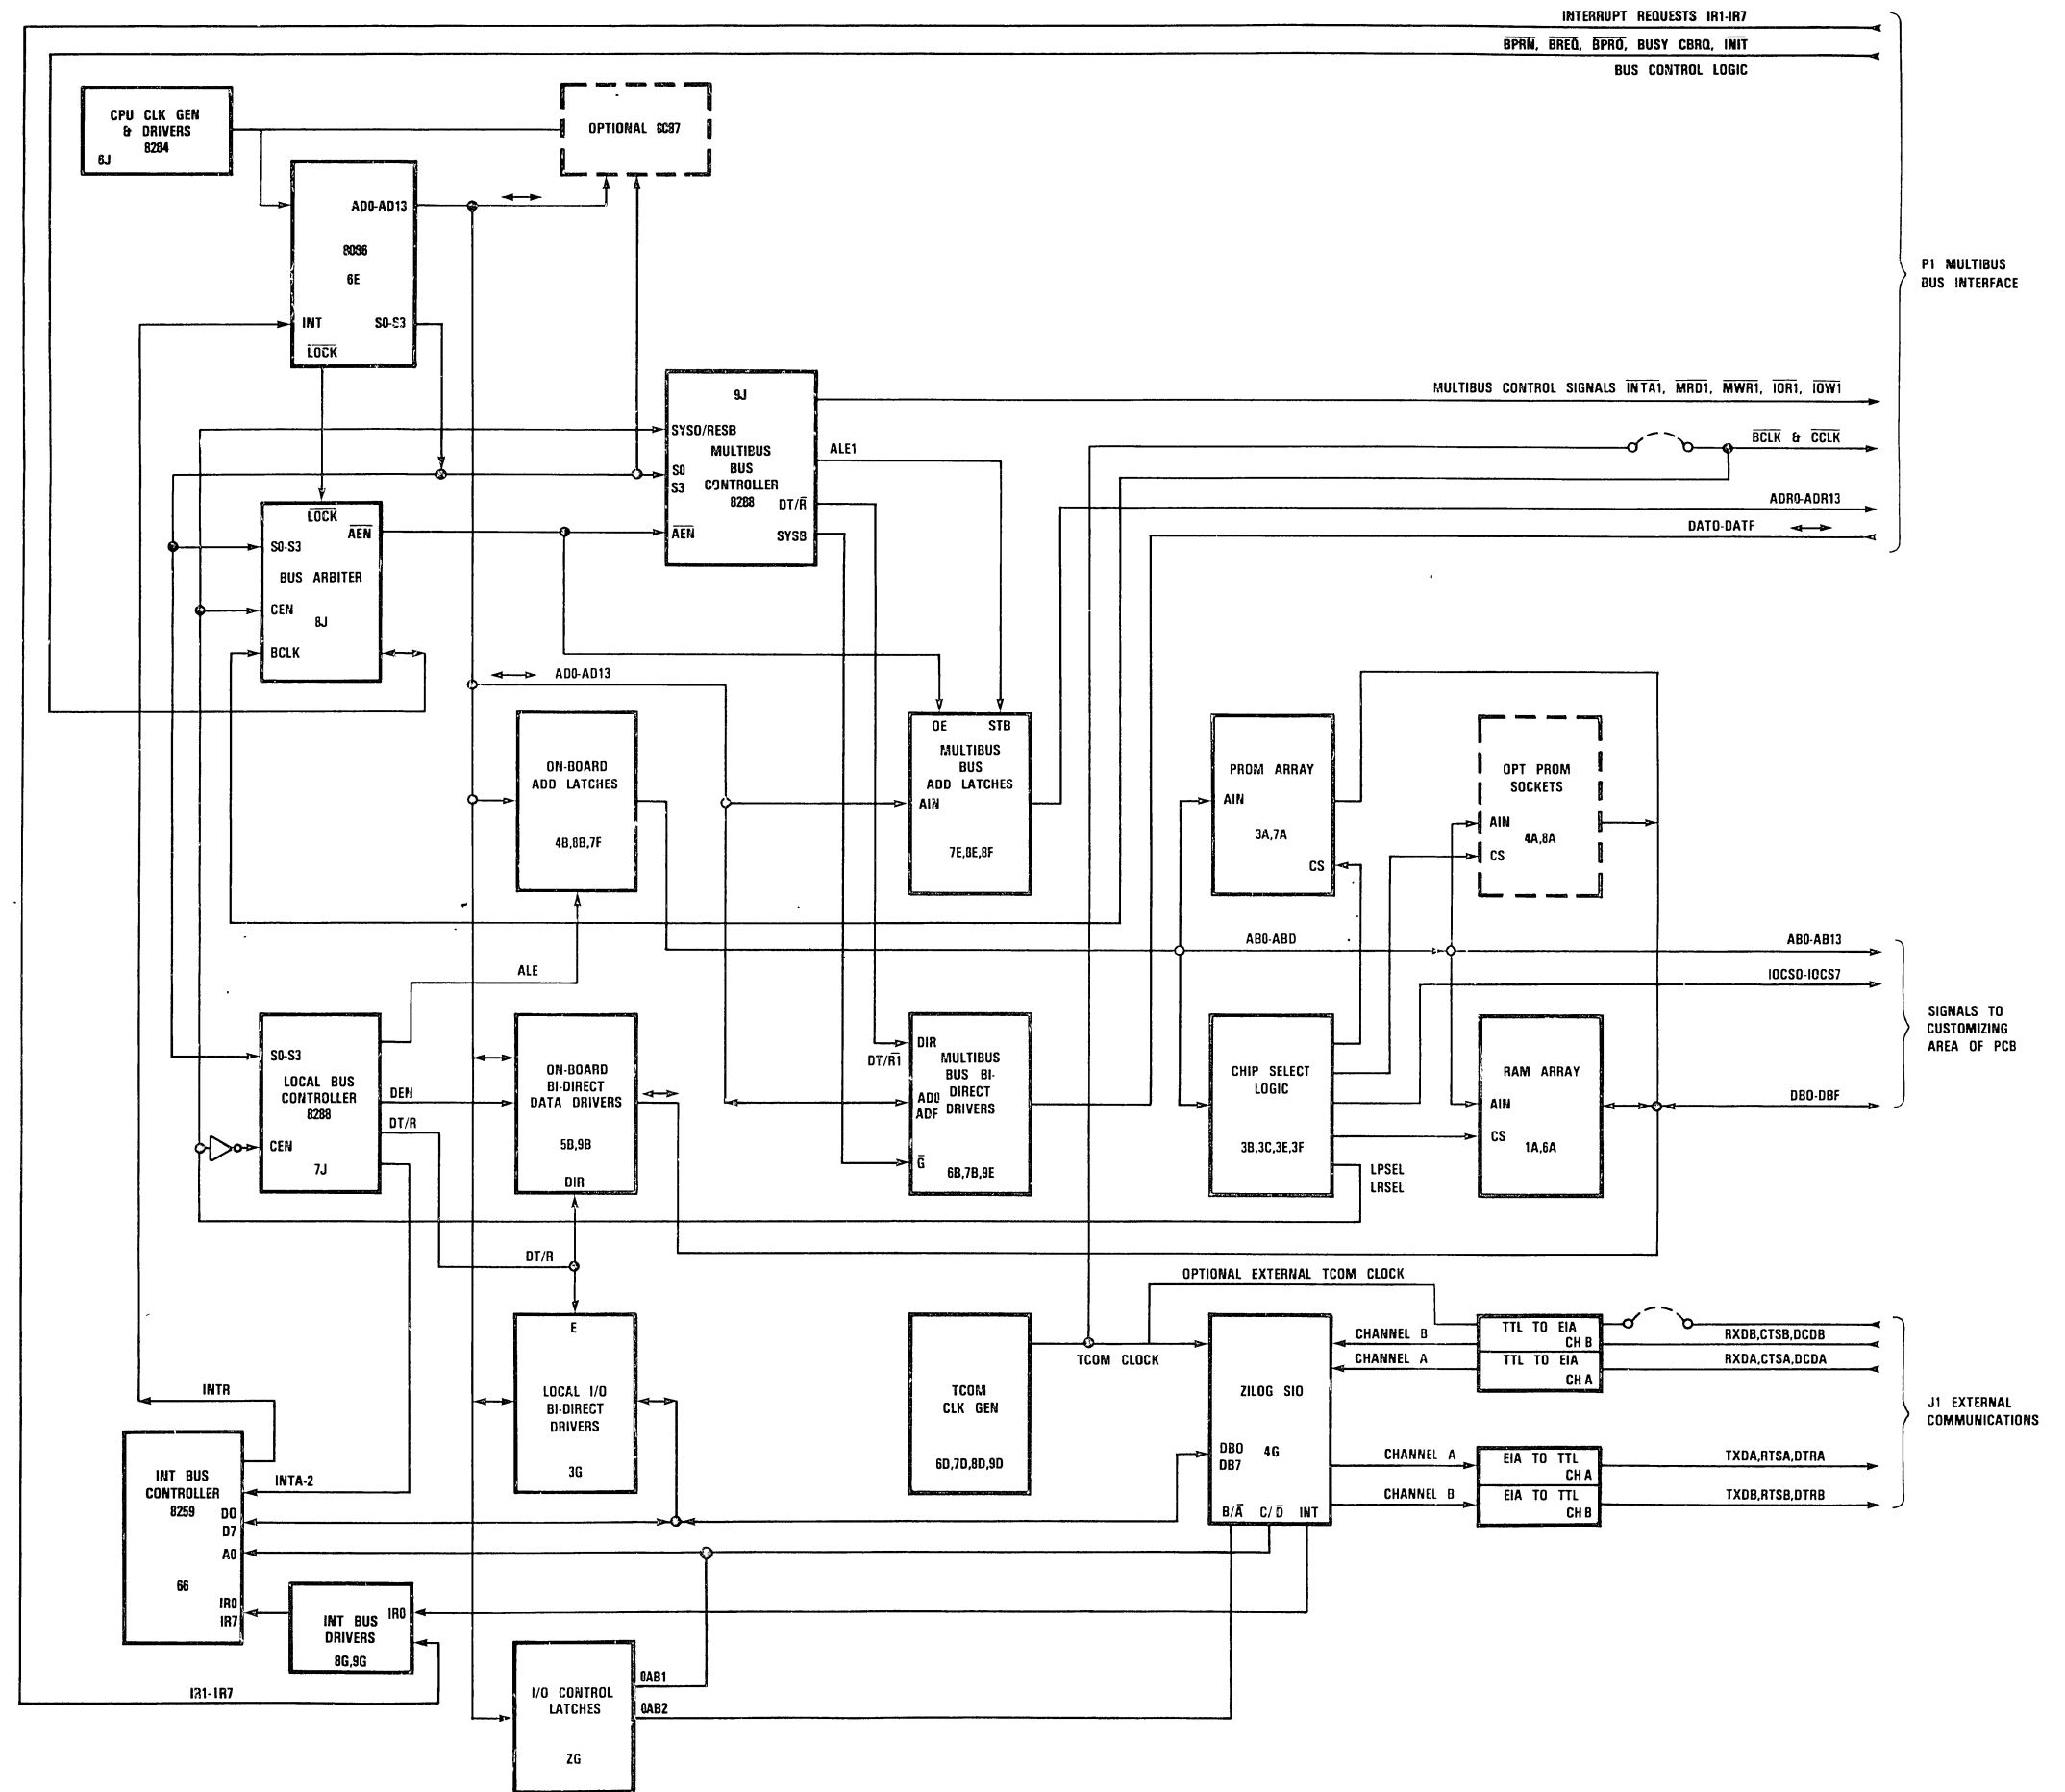 INTERRUPT REQUESTS IR1-IR7
BPRN, BREQ, BPRO, BUSY CBRQ, INIT
BUS CONTROL LOGIC
CPU CLK GEN
& DRIVERS
8284
6J
OPTIONAL 8087
AD0-AD13
8086
6E
INT
S0-S3
LOCK
P1 MULTIBUS
BUS INTERFACE
9J
SYSO/RESB
MULTIBUS
BUS
CONTROLLER
8288
S0
S3
DT/R
AEN
SYSB
MULTIBUS CONTROL SIGNALS INTA1, MRD1, MWR1, IOR1, IOW1
ALE1
BCLK & CCLK
ADR0-ADR13
DAT0-DATF
LOCK
AEN
S0-S3
BUS ARBITER
CEN
8J
BCLK
AD0-AD13
ON-BOARD
ADD LATCHES
4B,8B,7F
OE STB
MULTIBUS
BUS
ADD LATCHES
AIN
7E,8E,8F
PROM ARRAY
AIN
3A,7A
CS
OPT PROM
SOCKETS
AIN
4A,8A
CS
AB0-ABD
AB0-AB13
IOCS0-IOCS7
ALE
S0-S3
LOCAL BUS
CONTROLLER
8288
CEN
7J
DEN
DT/R
ON-BOARD
BI-DIRECT
DATA DRIVERS
5B,9B
DIR
DIR
DT/R1
MULTIBUS
BUS BI-
DIRECT
DRIVERS
AD0
ADF
G
6B,7B,9E
CHIP SELECT
LOGIC
3B,3C,3E,3F
LPSEL
LRSEL
RAM ARRAY
AIN
CS
1A,6A
DB0-DBF
SIGNALS TO
CUSTOMIZING
AREA OF PCB
DT/R
E
LOCAL I/O
BI-DIRECT
DRIVERS
3G
TCOM
CLK GEN
6D,7D,8D,9D
OPTIONAL EXTERNAL TCOM CLOCK
TCOM CLOCK
ZILOG SIO
4G
DB0
DB7
B/A C/D INT
CHANNEL B
CHANNEL A
CHANNEL A
CHANNEL B
TTL TO EIA
CH B
TTL TO EIA
CH A
EIA TO TTL
CH A
EIA TO TTL
CH B
RXDB,CTSB,DCDB
RXDA,CTSA,DCDA
TXDA,RTSA,DTRA
TXDB,RTSB,DTRB
J1 EXTERNAL
COMMUNICATIONS
INTR
INT BUS
CONTROLLER
8259
INTA-2
D0
D7
A0
66
IR0
IR7
INT BUS
DRIVERS
8G,9G
IR0
IR1-IR7
I/O CONTROL
LATCHES
ZG
0AB1
0AB2